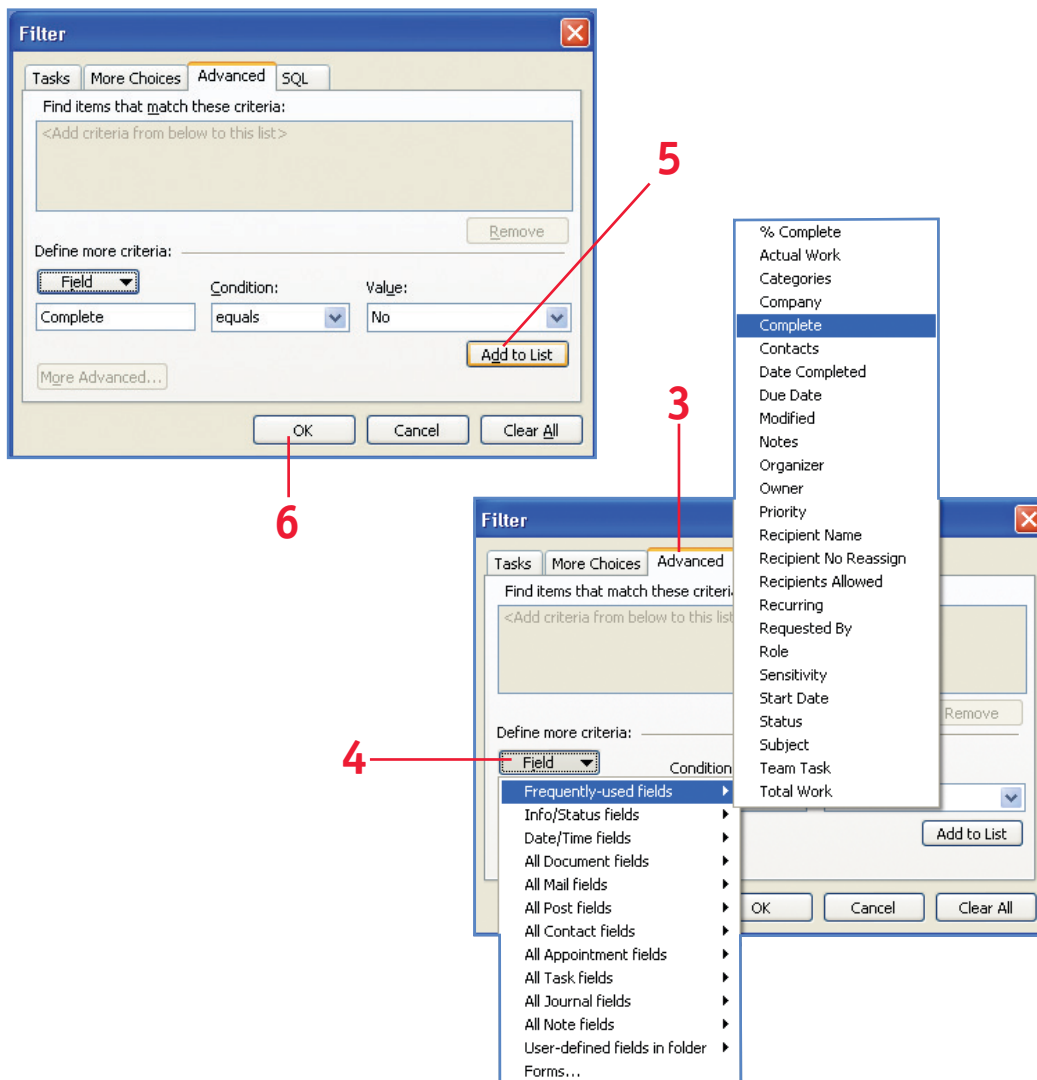 Filter
Tasks More Choices Advanced SQL
Find items that match these criteria:
<Add criteria from below to this list>
Remove
Define more criteria:
Field
Condition:
Value:
Complete
equals
No
Add to List
More Advanced...
OK
Cancel
Clear All
5
6
3
4
% Complete
Actual Work
Categories
Company
Complete
Contacts
Date Completed
Due Date
Modified
Notes
Organizer
Owner
Priority
Recipient Name
Recipient No Reassign
Recipients Allowed
Recurring
Requested By
Role
Sensitivity
Start Date
Status
Subject
Team Task
Total Work
Filter
Tasks More Choices Advanced
Find items that match these criteri
<Add criteria from below to this list
Remove
Define more criteria:
Field
Condition
Frequently-used fields
Info/Status fields
Date/Time fields
All Document fields
All Mail fields
All Post fields
All Contact fields
All Appointment fields
All Task fields
All Journal fields
All Note fields
User-defined fields in folder
Forms...
Add to List
OK
Cancel
Clear All